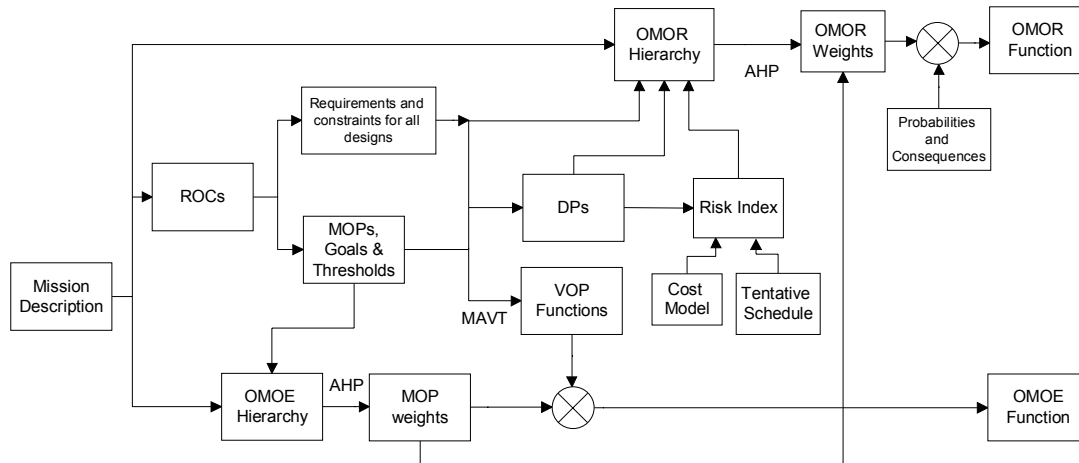 OMOR
Hierarchy
AHP
OMOR
Weights
OMOR
Function
Requirements and
constraints for all
designs
Probabilities
and
Consequences
ROCs
DPs
Risk Index
MOPs,
Goals &
Thresholds
Mission
Description
MAVT
VOP
Functions
Cost
Model
Tentative
Schedule
OMOE
Hierarchy
AHP
MOP
weights
OMOE
Function